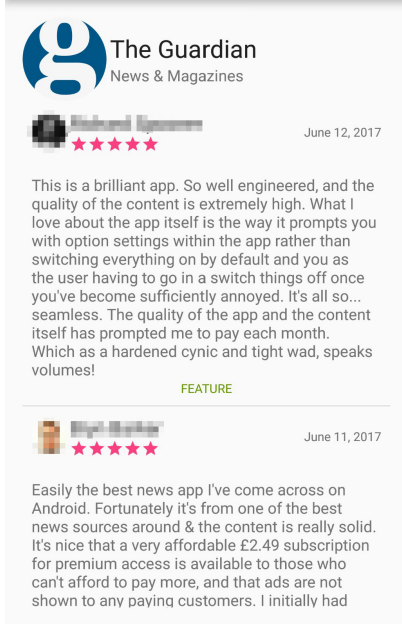 g
The Guardian
News & Magazines
June 12, 2017
This is a brilliant app. So well engineered, and the
quality of the content is extremely high. What I
love about the app itself is the way it prompts you
with option settings within the app rather than
switching everything on by default and you as
the user having to go in a switch things off once
you've become sufficiently annoyed. It's all so...
seamless. The quality of the app and the content
itself has prompted me to pay each month.
Which as a hardened cynic and tight wad, speaks
volumes!
FEATURE
June 11, 2017
Easily the best news app I've come across on
Android. Fortunately it's from one of the best
news sources around & the content is really solid.
It's nice that a very affordable £2.49 subscription
for premium access is available to those who
can't afford to pay more, and that ads are not
shown to any paying customers. I initially had